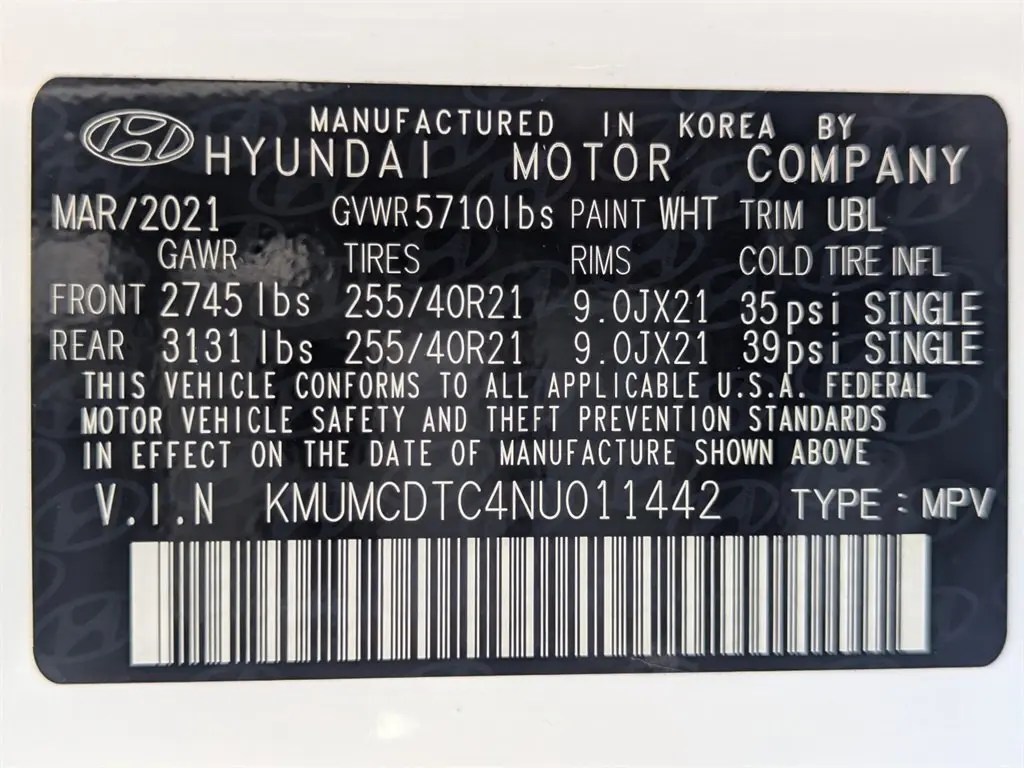 MANUFACTURED IN KOREA BY
HYUNDAI MOTOR COMPANY
MAR/2021 GVWR 5710lbs PAINT WHT TRIM UBL
GAWR TIRES RIMS COLD TIRE INFL
FRONT 2745 lbs 255/40R21 9.0JX21 35psi SINGLE
REAR 3131 lbs 255/40R21 9.0JX21 39psi SINGLE
THIS VEHICLE CONFORMS TO ALL APPLICABLE U.S.A. FEDERAL
MOTOR VEHICLE SAFETY AND THEFT PREVENTION STANDARDS
IN EFFECT ON THE DATE OF MANUFACTURE SHOWN ABOVE
V.I.N KMUMCDTC4NU011442 TYPE : MPV